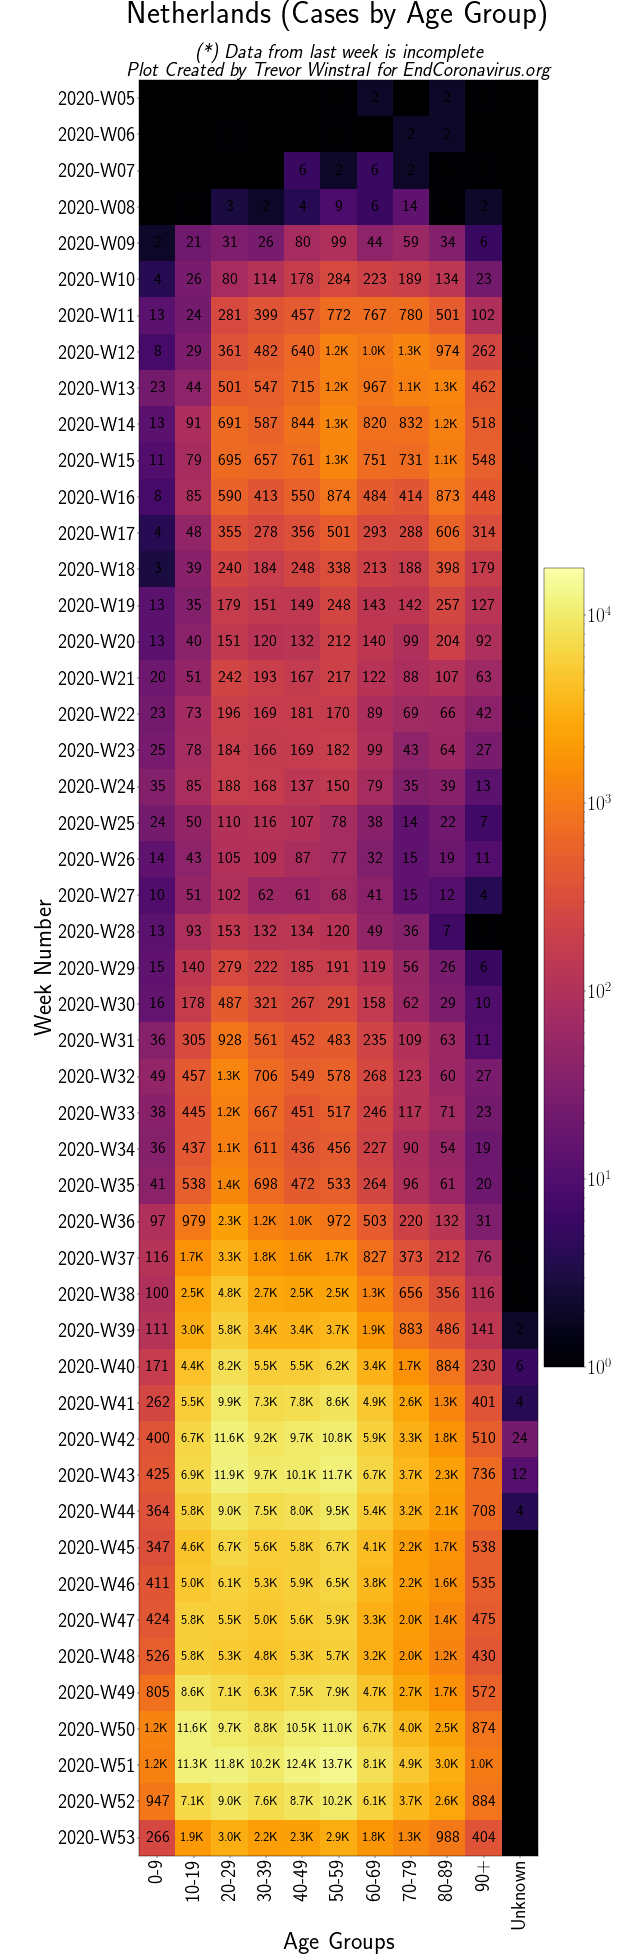 Netherlands (Cases by Age Group)
(*) Data from last week is incomplete
Plot Created by Trevor Winstral for EndCoronavirus.org
2020-W05 2 2
2020-W06 2 2
2020-W07 6 2 6 2
2020-W08 3 2 4 9 6 14 2
2020-W09 2 21 31 26 80 99 44 59 34 6
2020-W10 4 26 80 114 178 284 223 189 134 23
2020-W11 13 24 281 399 457 772 767 780 501 102
2020-W12 8 29 361 482 640 1.2K 1.0K 1.3K 974 262
2020-W13 23 44 501 547 715 1.2K 967 1.1K 1.3K 462
2020-W14 13 91 691 587 844 1.3K 820 832 1.2K 518
2020-W15 11 79 695 657 761 1.3K 751 731 1.1K 548
2020-W16 8 85 590 413 550 874 484 414 873 448
2020-W17 4 48 355 278 356 501 293 288 606 314
2020-W18 3 39 240 184 248 338 213 188 398 179
2020-W19 13 35 179 151 149 248 143 142 257 127
2020-W20 13 40 151 120 132 212 140 99 204 92
2020-W21 20 51 242 193 167 217 122 88 107 63
2020-W22 23 73 196 169 181 170 89 69 66 42
2020-W23 25 78 184 166 169 182 99 43 64 27
2020-W24 35 85 188 168 137 150 79 35 39 13
2020-W25 24 50 110 116 107 78 38 14 22 7
2020-W26 14 43 105 109 87 77 32 15 19 11
2020-W27 10 51 102 62 61 68 41 15 12 4
2020-W28 13 93 153 132 134 120 49 36 7
2020-W29 15 140 279 222 185 191 119 56 26 6
2020-W30 16 178 487 321 267 291 158 62 29 10
2020-W31 36 305 928 561 452 483 235 109 63 11
2020-W32 49 457 1.3K 706 549 578 268 123 60 27
2020-W33 38 445 1.2K 667 451 517 246 117 71 23
2020-W34 36 437 1.1K 611 436 456 227 90 54 19
2020-W35 41 538 1.4K 698 472 533 264 96 61 20
2020-W36 97 979 2.3K 1.2K 1.0K 972 503 220 132 31
2020-W37 116 1.7K 3.3K 1.8K 1.6K 1.7K 827 373 212 76
2020-W38 100 2.5K 4.8K 2.7K 2.5K 2.5K 1.3K 656 356 116
2020-W39 111 3.0K 5.8K 3.4K 3.4K 3.7K 1.9K 883 486 141 2
2020-W40 171 4.4K 8.2K 5.5K 5.5K 6.2K 3.4K 1.7K 884 230 6
2020-W41 262 5.5K 9.9K 7.3K 7.8K 8.6K 4.9K 2.6K 1.3K 401 4
2020-W42 400 6.7K 11.6K 9.2K 9.7K 10.8K 5.9K 3.3K 1.8K 510 24
2020-W43 425 6.9K 11.9K 9.7K 10.1K 11.7K 6.7K 3.7K 2.3K 736 12
2020-W44 364 5.8K 9.0K 7.5K 8.0K 9.5K 5.4K 3.2K 2.1K 708 4
2020-W45 347 4.6K 6.7K 5.6K 5.8K 6.7K 4.1K 2.2K 1.7K 538
2020-W46 411 5.0K 6.1K 5.3K 5.9K 6.5K 3.8K 2.2K 1.6K 535
2020-W47 424 5.8K 5.5K 5.0K 5.6K 5.9K 3.3K 2.0K 1.4K 475
2020-W48 526 5.8K 5.3K 4.8K 5.3K 5.7K 3.2K 2.0K 1.2K 430
2020-W49 805 8.6K 7.1K 6.3K 7.5K 7.9K 4.7K 2.7K 1.7K 572
2020-W50 1.2K 11.6K 9.7K 8.8K 10.5K 11.0K 6.7K 4.0K 2.5K 874
2020-W51 1.2K 11.3K 11.8K 10.2K 12.4K 13.7K 8.1K 4.9K 3.0K 1.0K
2020-W52 947 7.1K 9.0K 7.6K 8.7K 10.2K 6.1K 3.7K 2.6K 884
2020-W53 266 1.9K 3.0K 2.2K 2.3K 2.9K 1.8K 1.3K 988 404
0-9 10-19 20-29 30-39 40-49 50-59 60-69 70-79 80-89 90+ Unknown
Age Groups
Week Number
10⁴
10³
10²
10¹
10⁰